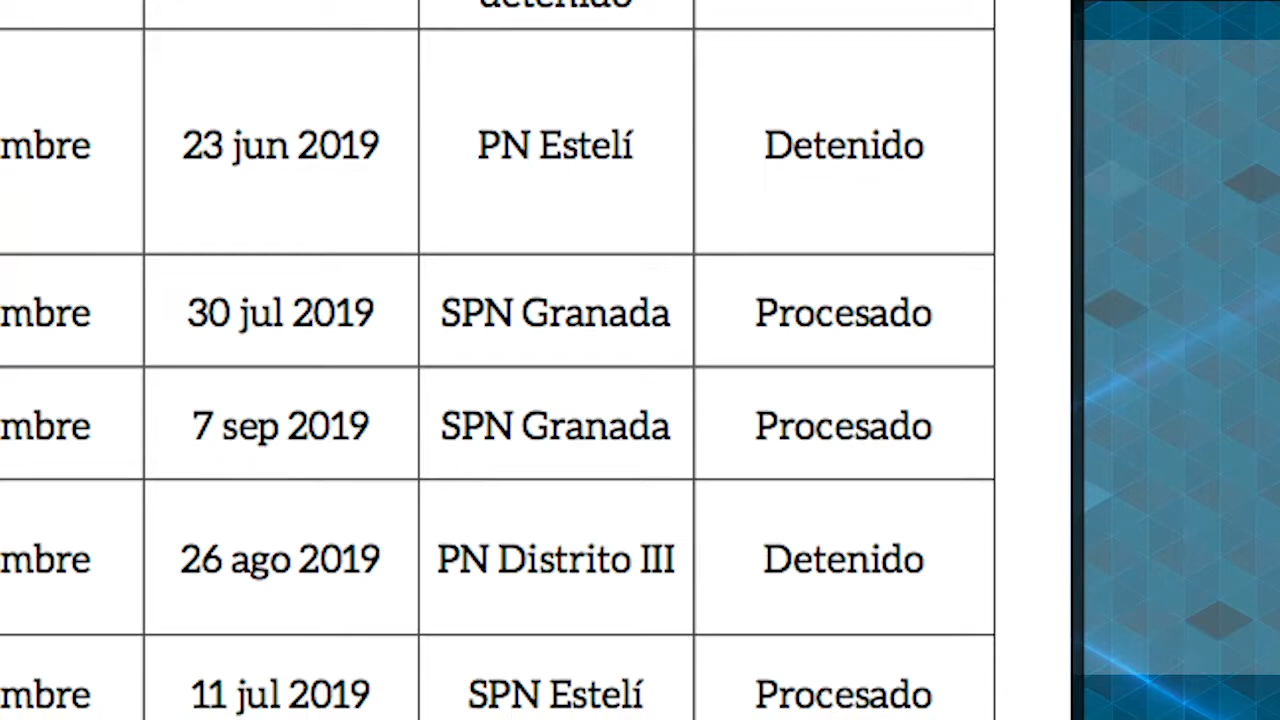 detenido
mbre 23 jun 2019 PN Estelí Detenido
mbre 30 jul 2019 SPN Granada Procesado
mbre 7 sep 2019 SPN Granada Procesado
mbre 26 ago 2019 PN Distrito III Detenido
mbre 11 jul 2019 SPN Estelí Procesado